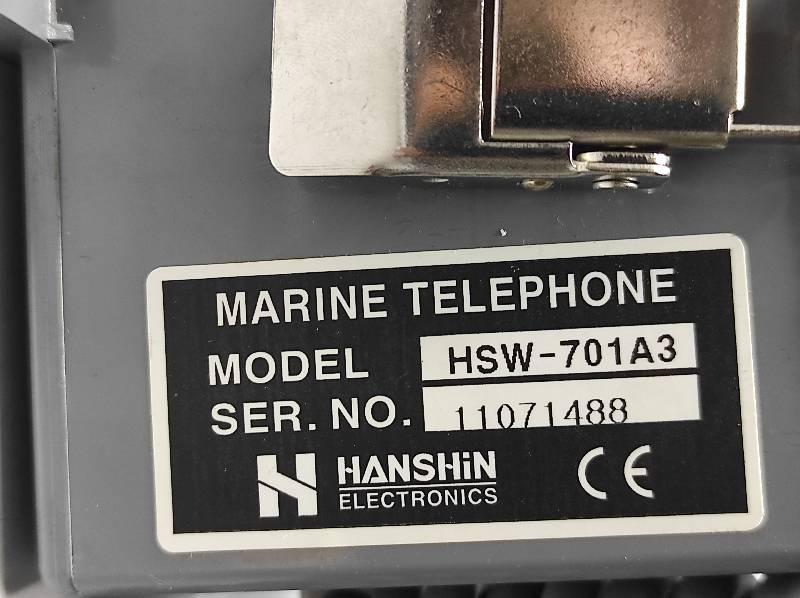 MARINE TELEPHONE
MODEL HSW-701A3
SER. NO. 11071488
HANSHiN
ELECTRONICS
CE